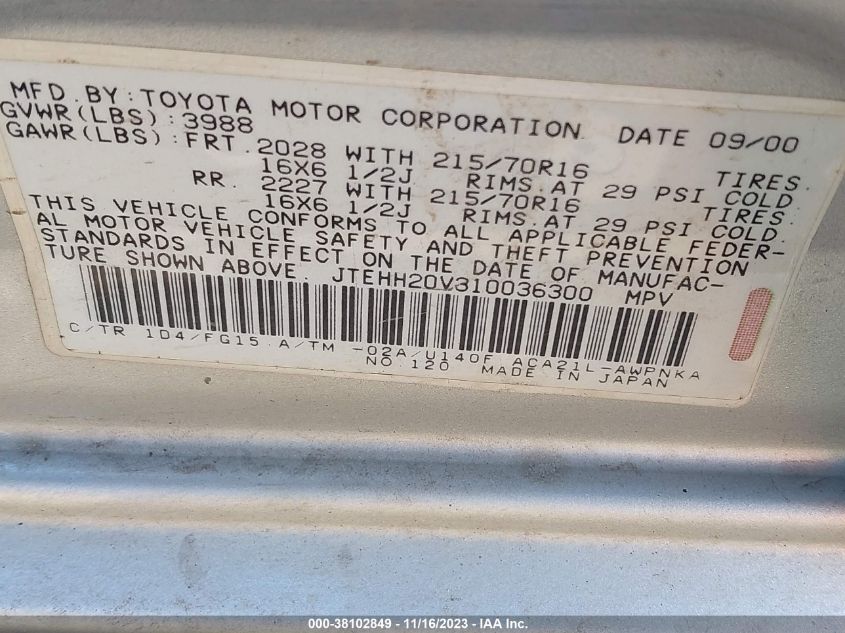 MFD. BY: TOYOTA MOTOR CORPORATION DATE 09/00
GVWR(LBS): 3988
GAWR(LBS): FRT. 2028 WITH 215/70R16 TIRES.
16X6 1/2J RIMS. AT 29 PSI COLD
RR. 2227 WITH 215/70R16 TIRES.
16X6 1/2J RIMS. AT 29 PSI COLD.
THIS VEHICLE CONFORMS TO ALL APPLICABLE FEDER-
AL MOTOR VEHICLE SAFETY AND THEFT PREVENTION
STANDARDS IN EFFECT ON THE DATE OF MANUFAC-
TURE SHOWN ABOVE. JTEHH20V310036300 MPV
C/TR 1D4/FG15 A/TM -02A/U140F ACA21L-AWPNKA
NO.120 MADE IN JAPAN
000-38102849 - 11/16/2023 - IAA Inc.